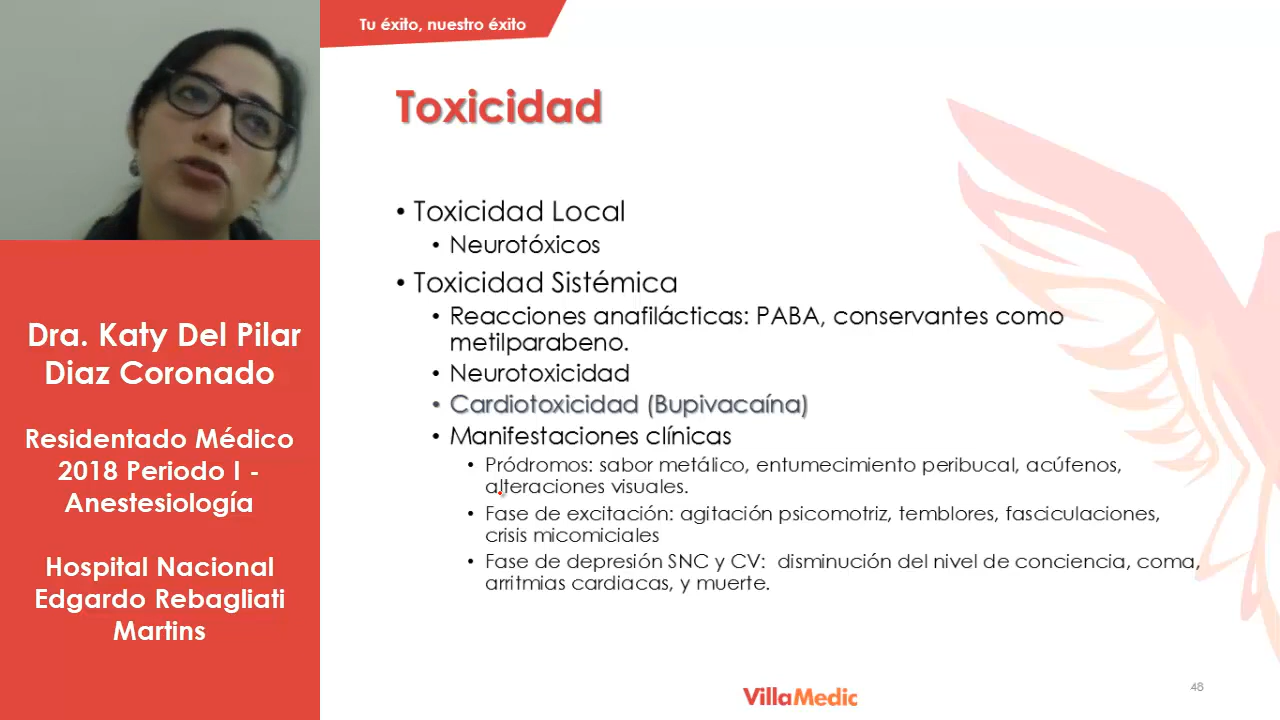 Tu éxito, nuestro éxito
Toxicidad
• Toxicidad Local
• Neurotóxicos
• Toxicidad Sistémica
• Reacciones anafilácticas: PABA, conservantes como
metilparabeno.
• Neurotoxicidad
• Cardiotoxicidad (Bupivacaína)
• Manifestaciones clínicas
• Pródromos: sabor metálico, entumecimiento peribucal, acúfenos,
alteraciones visuales.
• Fase de excitación: agitación psicomotriz, temblores, fasciculaciones,
crisis micomiciales
• Fase de depresión SNC y CV: disminución del nivel de conciencia, coma,
arritmias cardiacas, y muerte.
Dra. Katy Del Pilar
Diaz Coronado
Residentado Médico
2018 Periodo I -
Anestesiología
Hospital Nacional
Edgardo Rebagliati
Martins
VillaMedic
48